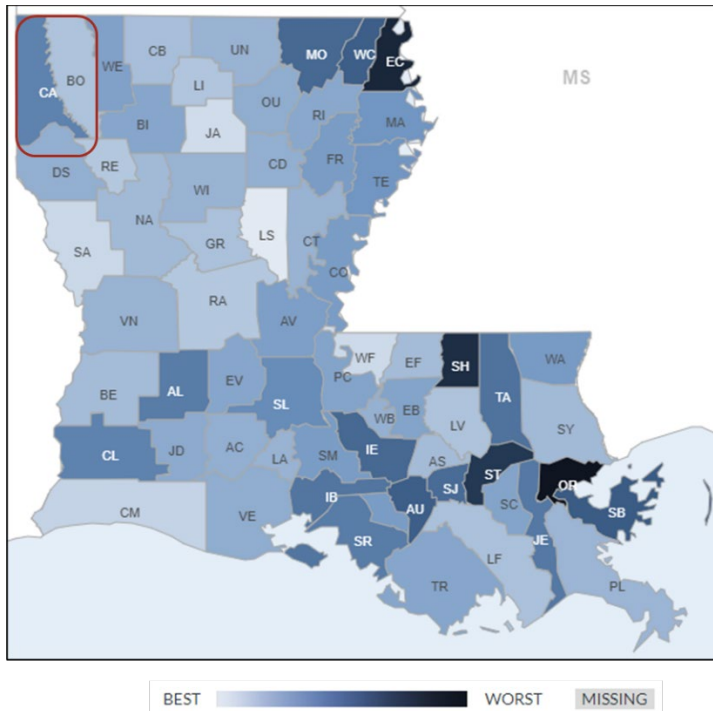 CB
UN
MO
WC
EC
MS
CA
BO
WE
LI
OU
RI
MA
BI
JA
DS
RE
CD
FR
TE
WI
NA
LS
SA
GR
CT
CO
RA
VN
AV
WF
EF
SH
WA
PC
BE
AL
EV
SL
TA
WB
EB
LV
SY
CL
JD
AC
LA
SM
IE
AS
ST
OR
CM
VE
IB
AU
SJ
SC
SB
SR
JE
LF
TR
PL
BEST WORST MISSING